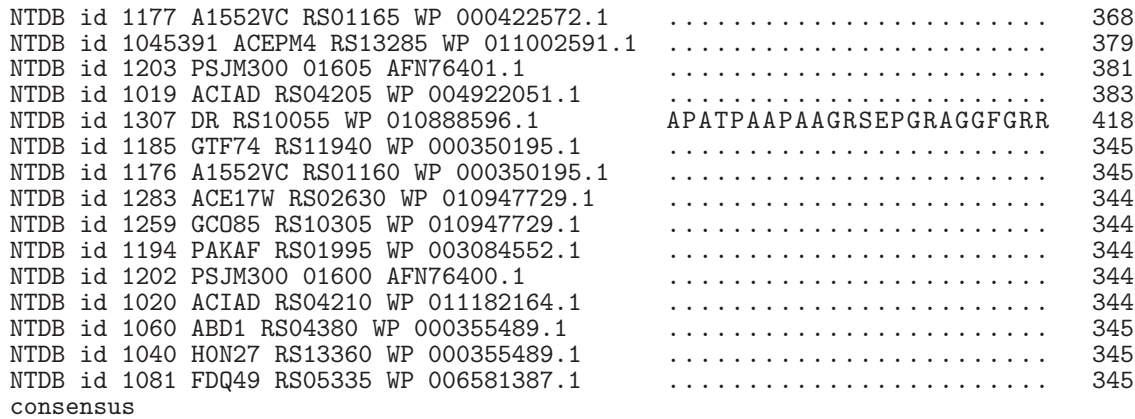 NTDB id 1177 A1552VC RS01165 WP 000422572.1 ........................ 368
NTDB id 1045391 ACEPM4 RS13285 WP 011002591.1 ........................ 379
NTDB id 1203 PSJM300 01605 AFN76401.1 ........................ 381
NTDB id 1019 ACIAD RS04205 WP 004922051.1 ........................ 383
NTDB id 1307 DR RS10055 WP 010888596.1 APATPAAPAAGRSEPGRAGGFGRR 418
NTDB id 1185 GTF74 RS11940 WP 000350195.1 ........................ 345
NTDB id 1176 A1552VC RS01160 WP 000350195.1 ........................ 345
NTDB id 1283 ACE17W RS02630 WP 010947729.1 ........................ 344
NTDB id 1259 GCO85 RS10305 WP 010947729.1 ........................ 344
NTDB id 1194 PAKAF RS01995 WP 003084552.1 ........................ 344
NTDB id 1202 PSJM300 01600 AFN76400.1 ........................ 344
NTDB id 1020 ACIAD RS04210 WP 011182164.1 ........................ 344
NTDB id 1060 ABD1 RS04380 WP 000355489.1 ........................ 345
NTDB id 1040 H0N27 RS13360 WP 000355489.1 ........................ 345
NTDB id 1081 FDQ49 RS05335 WP 006581387.1 ........................ 345
consensus